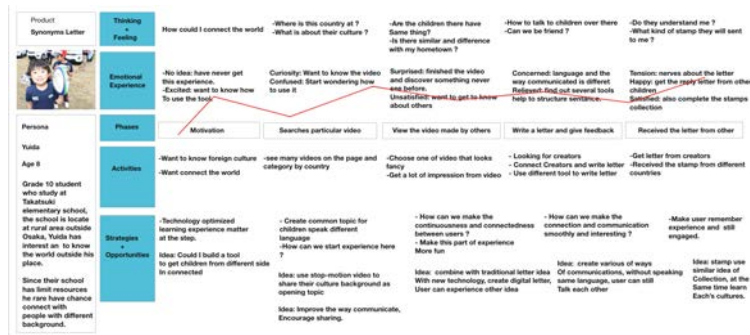 Product
Synonyms Letter
Thinking
+
Feeling
How could I connect the world
-Where is this country at ?
-What is about their culture ?
-Are the children there have
Same thing?
-Is there similar and difference
with my hometown ?
-How to talk to children over there
-Can we be friend ?
-Do they understand me ?
-What kind of stamp they will sent
to me ?
Emotional
Experience
-No idea: have never get
this experience.
-Excited: want to know how
To use the tool
Curiosity: Want to know the video
Confused: Start wondering how
to use it
Surprised: finished the video
and discover something never
see before.
Unsatisfied: want to get to know
about others
Concerned: language and the
way communicated is differet
Relieved: find out several tools
help to structure sentance.
Tension: nerves about the letter
Happy: get the reply letter from other
children
Satisfied: also complete the stamps
collection
Persona
Yuida
Age 8
Grade 10 student
who study at
Takatsuki
elementary school,
the school is locate
at rural area outside
Osaka, Yuida has
interest an to know
the world outside his
place.
Since their school
has limit resources
he rare have chance
connect with
people with different
background.
Phases
Motivation
Searches particular video
View the video made by others
Write a letter and give feedback
Received the letter from other
Activities
-Want to know foreign culture
-Want connect the world
-see many videos on the page and
category by country
-Choose one of video that looks
fancy
-Get a lot of impression from video
- Looking for creators
- Connect Creators and write letter
- Use different tool to write letter
-Get letter from creators
-Received the stamp from different
countries
Strategies
+
Opportunities
-Technology optimized
learning experience matter
at the step.
Idea: Could I build a tool
to get children from different side
In connected
- Create common topic for
children speak different
language
-How can we start experience here
?
Idea: use stop-motion video to
share their culture background as
opening topic
Idea: Improve the way communicate,
Encourage sharing.
- How can we make the
continuousness and connectedness
between users ?
- Make this part of experience
More fun
Idea: combine with traditional letter idea
With new technology, create digital letter,
User can experience other idea
- How can we make the
connection and communication
smoothly and interesting ?
Idea: create various of ways
Of communications, without speaking
same language, user can still
Talk each other
-Make user remember
experience and still
engaged.
Idea: stamp use
similar idea of
Collection, at the
Same time learn
Each's cultures.